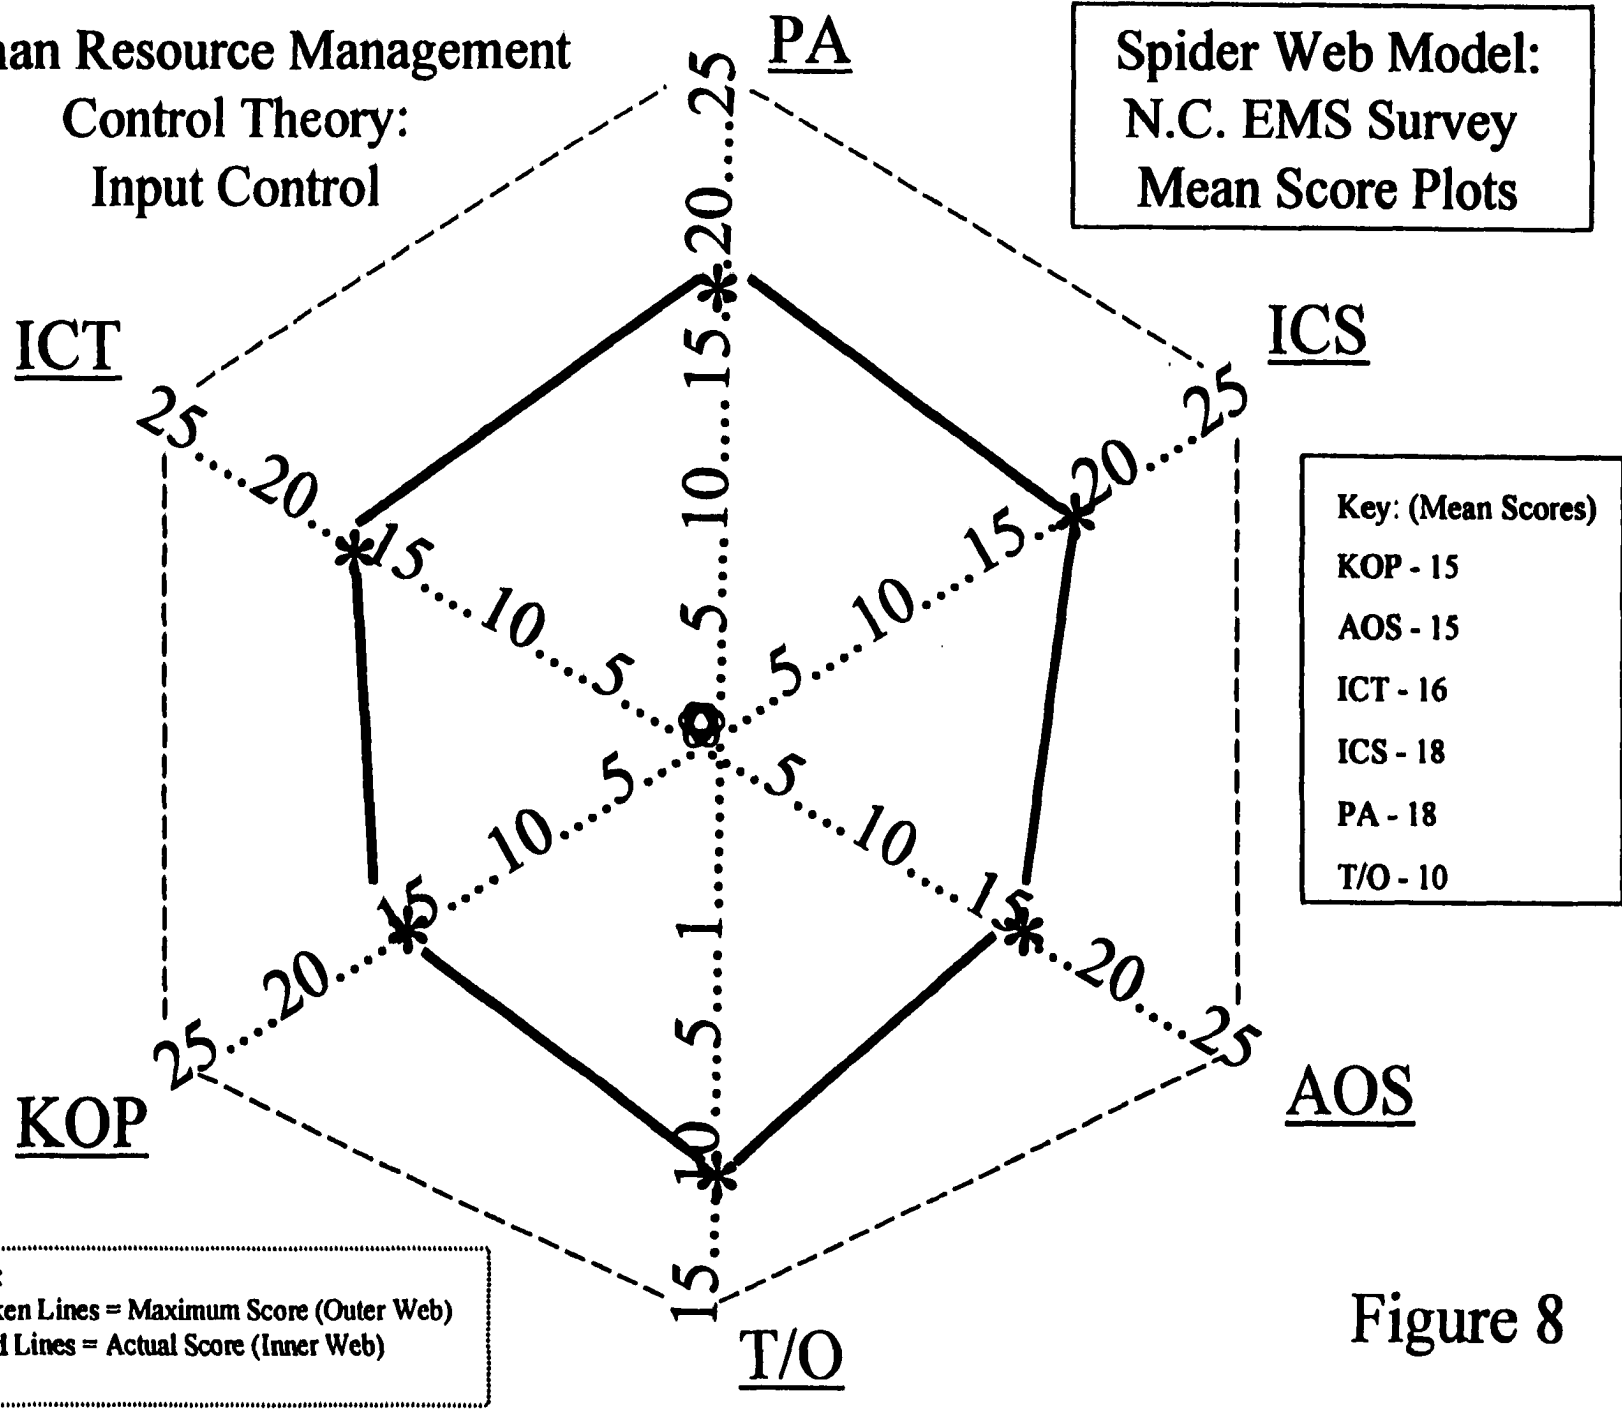 Resource Management
Control Theory:
Input Control
PA
Spider Web Model:
N.C. EMS Survey
Mean Score Plots
ICT
ICS
25....20..*15....10....5....
25....20.*.15....10....5....
25....20*..15....10....5....
Key: (Mean Scores)
KOP - 15
AOS - 15
ICT - 16
ICS - 18
PA - 18
T/O - 10
5....10....15....20....25
5....10....15*..20....25
1....5....10*..15
KOP
AOS
Lines = Maximum Score (Outer Web)
Lines = Actual Score (Inner Web)
T/O
Figure 8